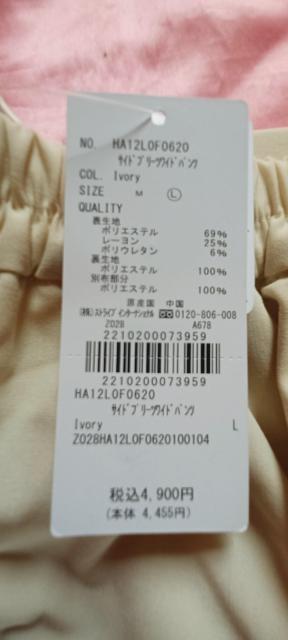 NO. HA12L0F0620
サイドプリーツワイドパンツ
COL. Ivory
SIZE M Ⓛ
QUALITY
表生地
ポリエステル 69%
レーヨン 25%
ポリウレタン 6%
裏生地
ポリエステル 100%
別布部分
ポリエステル 100%
原産国 中国
(株)ストライプ インターナショナル 0120-806-008
Z02B A678
2210200073959
2210200073959
HA12L0F0620
サイドプリーツワイドパンツ
Ivory L
Z028HA12L0F0620100104
税込4,900円
(本体 4,455円)